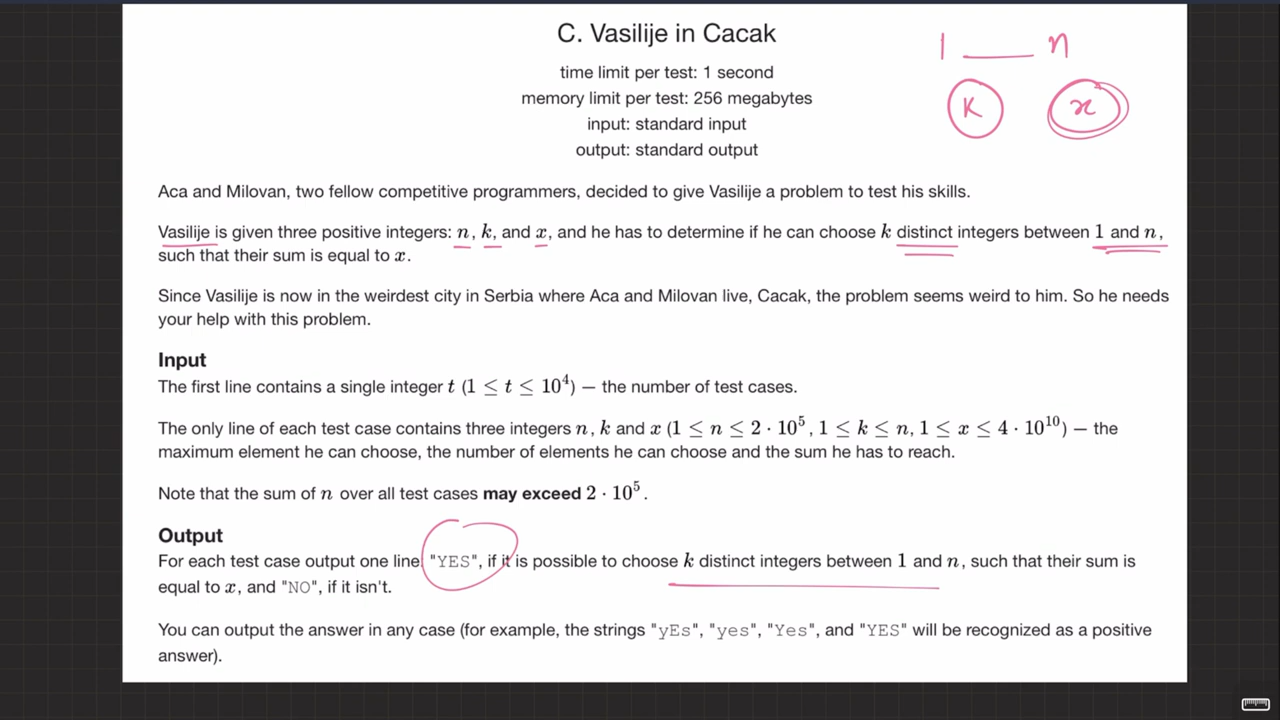 C. Vasilije in Cacak
1 ___ n
time limit per test: 1 second
memory limit per test: 256 megabytes
K x
input: standard input
output: standard output
Aca and Milovan, two fellow competitive programmers, decided to give Vasilije a problem to test his skills.
Vasilije is given three positive integers: n, k, and x, and he has to determine if he can choose k distinct integers between 1 and n,
such that their sum is equal to x.
Since Vasilije is now in the weirdest city in Serbia where Aca and Milovan live, Cacak, the problem seems weird to him. So he needs
your help with this problem.
Input
The first line contains a single integer t (1 ≤ t ≤ 10⁴) — the number of test cases.
The only line of each test case contains three integers n, k and x (1 ≤ n ≤ 2 · 10⁵, 1 ≤ k ≤ n, 1 ≤ x ≤ 4 · 10¹⁰) — the
maximum element he can choose, the number of elements he can choose and the sum he has to reach.
Note that the sum of n over all test cases may exceed 2 · 10⁵.
Output
For each test case output one line: "YES", if it is possible to choose k distinct integers between 1 and n, such that their sum is
equal to x, and "NO", if it isn't.
You can output the answer in any case (for example, the strings "yEs", "yes", "Yes", and "YES" will be recognized as a positive
answer).